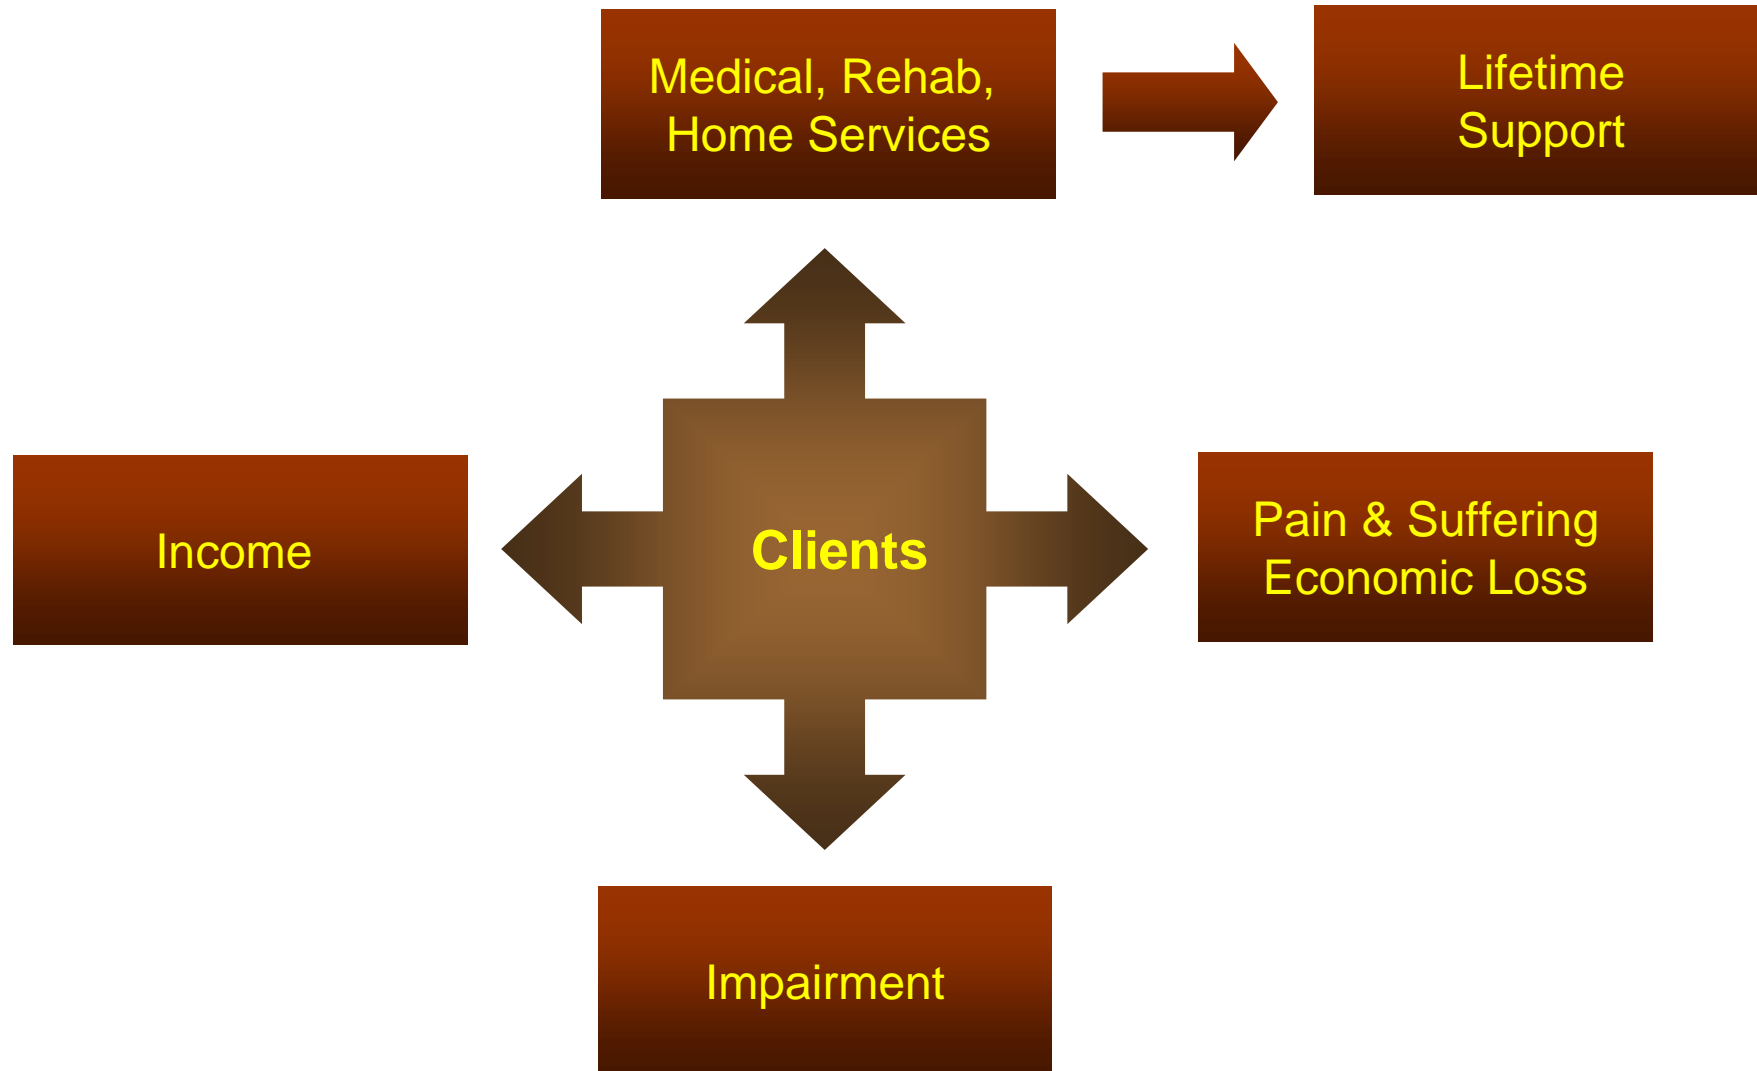 Medical, Rehab,
Home Services
Lifetime
Support
Income
Clients
Pain & Suffering
Economic Loss
Impairment